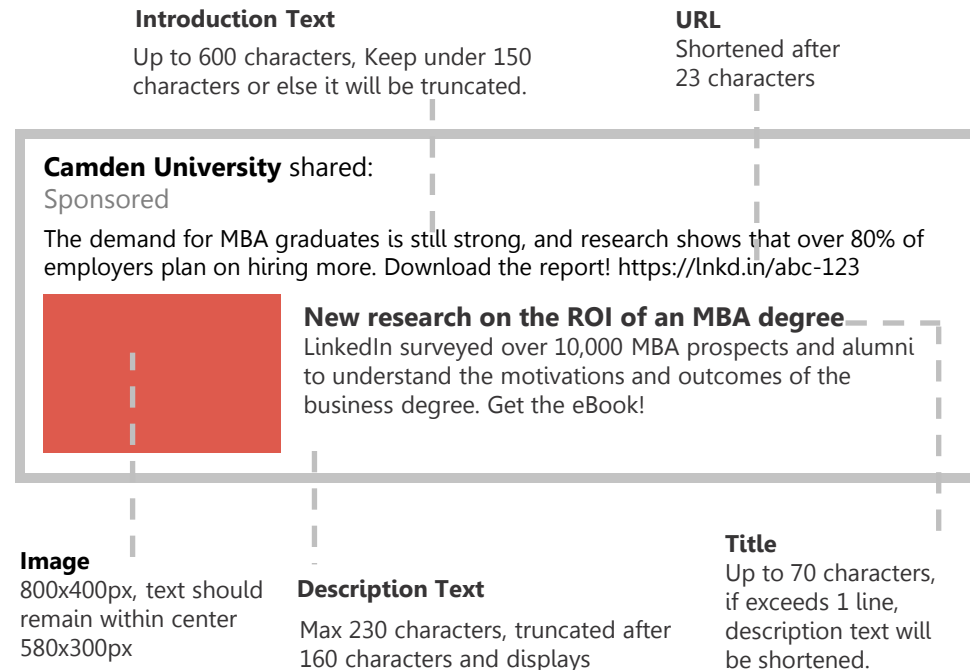 Introduction Text
Up to 600 characters, Keep under 150
characters or else it will be truncated.
URL
Shortened after
23 characters
Camden University shared:
Sponsored
The demand for MBA graduates is still strong, and research shows that over 80% of
employers plan on hiring more. Download the report! https://lnkd.in/abc-123
New research on the ROI of an MBA degree
LinkedIn surveyed over 10,000 MBA prospects and alumni
to understand the motivations and outcomes of the
business degree. Get the eBook!
Image
800x400px, text should
remain within center
580x300px
Description Text
Max 230 characters, truncated after
160 characters and displays
Title
Up to 70 characters,
if exceeds 1 line,
description text will
be shortened.